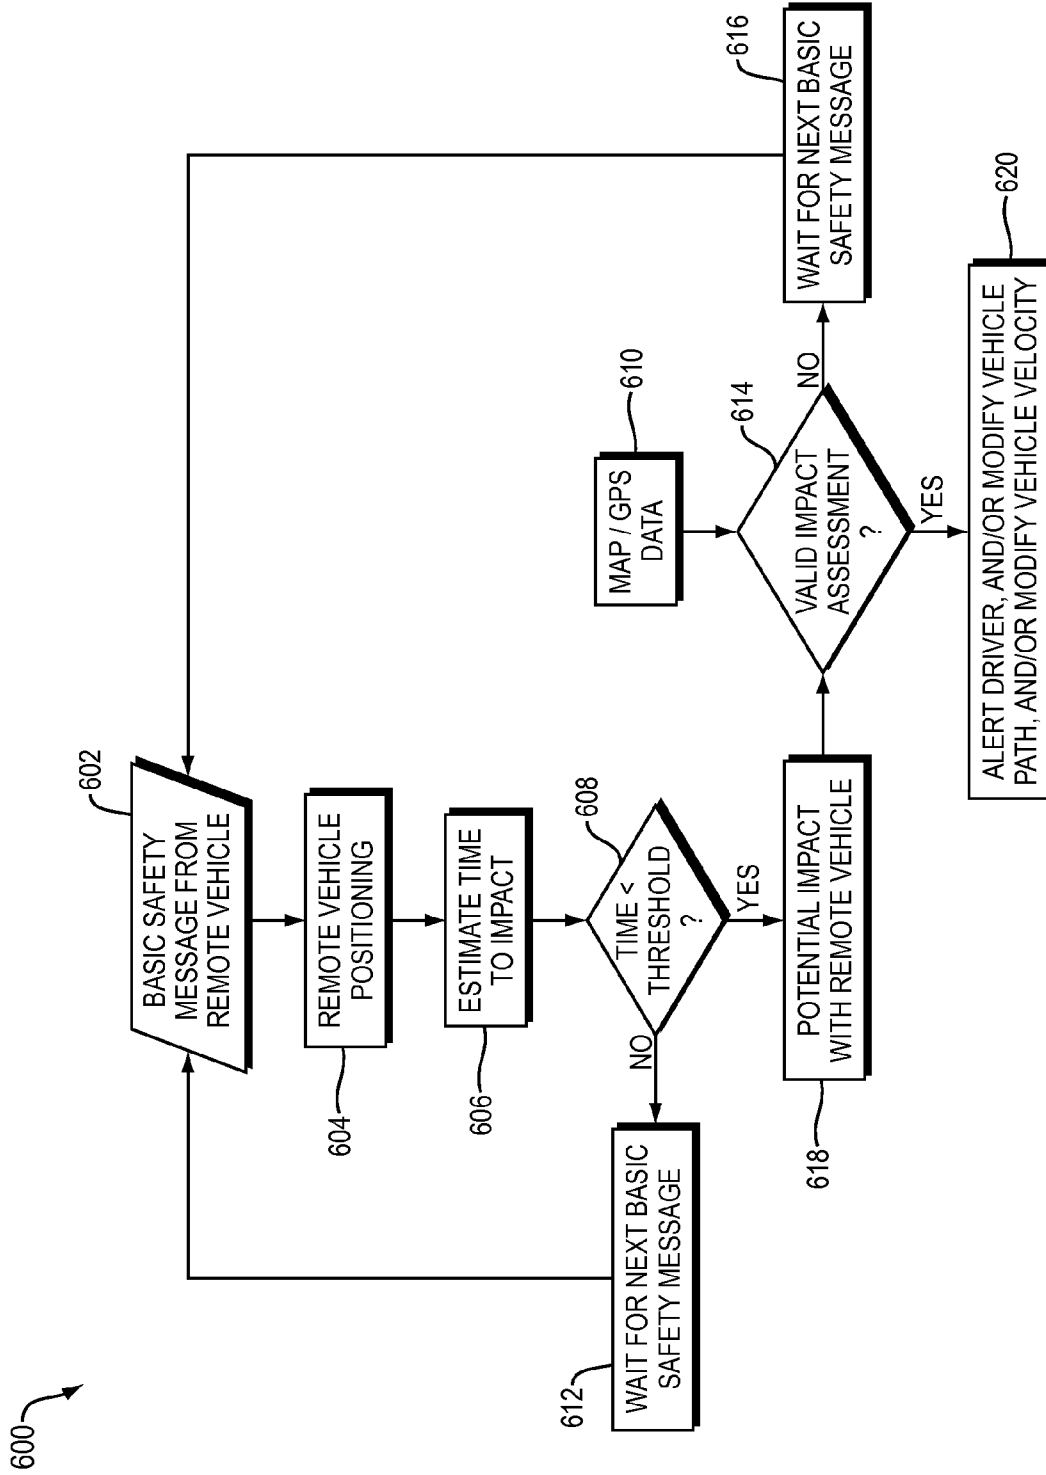 600
602
BASIC SAFETY
MESSAGE FROM
REMOTE VEHICLE
604
REMOTE VEHICLE
POSITIONING
606
ESTIMATE TIME
TO IMPACT
608
TIME <
THRESHOLD
?
NO
YES
612
WAIT FOR NEXT BASIC
SAFETY MESSAGE
618
POTENTIAL IMPACT
WITH REMOTE VEHICLE
610
MAP / GPS
DATA
614
VALID IMPACT
ASSESSMENT
?
NO
YES
616
WAIT FOR NEXT BASIC
SAFETY MESSAGE
620
ALERT DRIVER, AND/OR MODIFY VEHICLE
PATH, AND/OR MODIFY VEHICLE VELOCITY